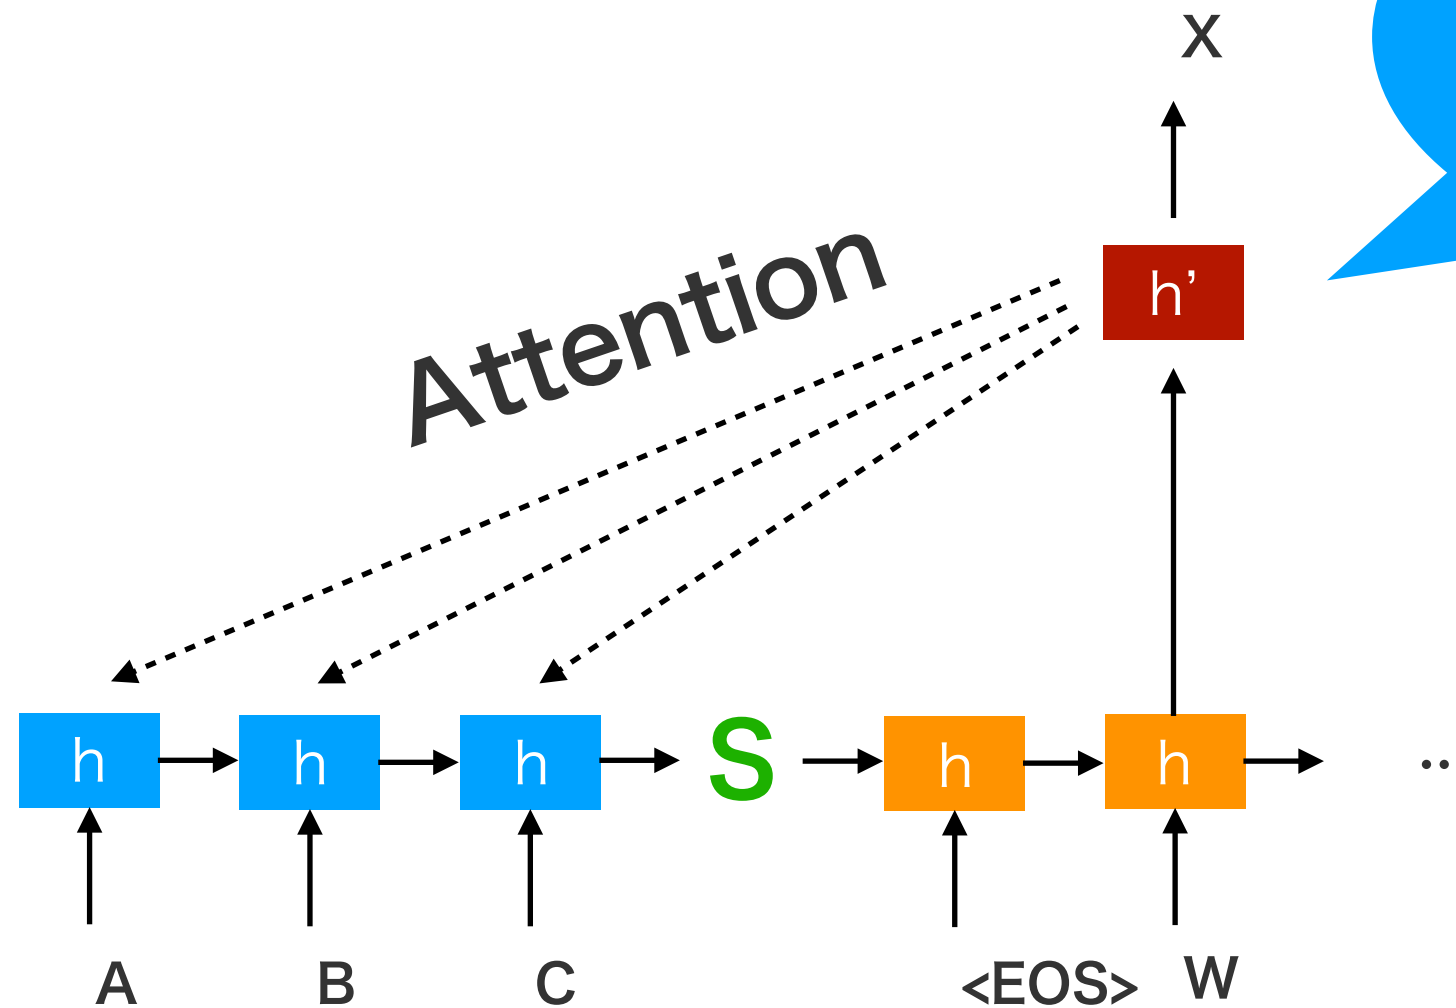 X
h’
Attention
h h h S h h ..
A B C <EOS> W